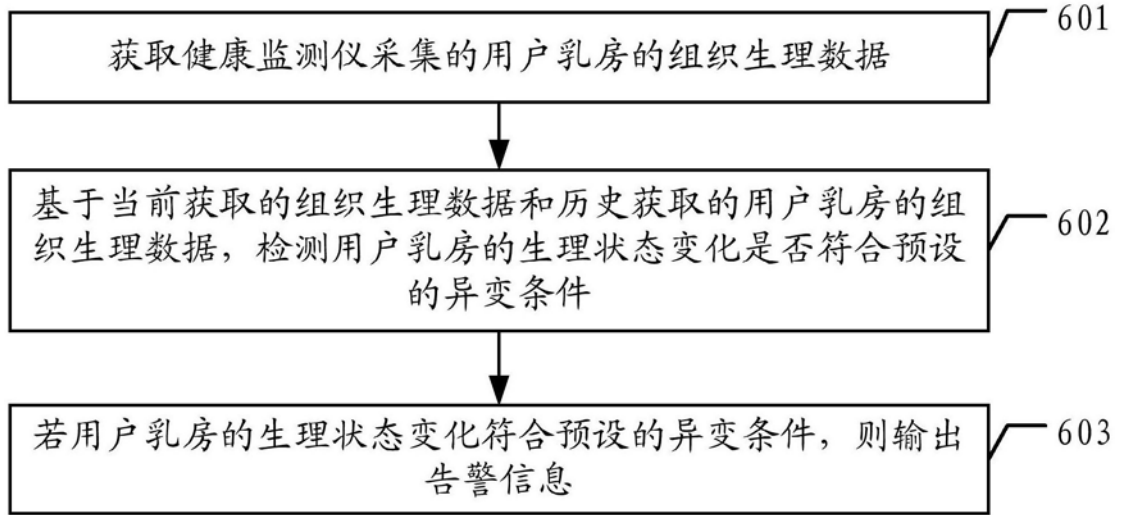 获取健康监测仪采集的用户乳房的组织生理数据
601
基于当前获取的组织生理数据和历史获取的用户乳房的组
织生理数据，检测用户乳房的生理状态变化是否符合预设
的异变条件
602
若用户乳房的生理状态变化符合预设的异变条件，则输出
告警信息
603